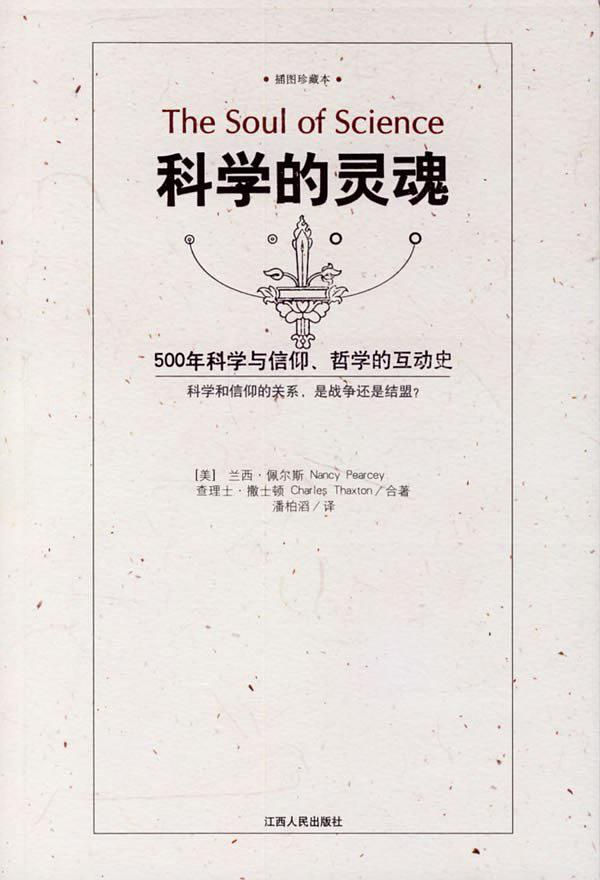 • 插图珍藏本 •
The Soul of Science
科学的灵魂
500年科学与信仰、哲学的互动史
科学和信仰的关系，是战争还是结盟？
[美] 兰西·佩尔斯 Nancy Pearcey
查理士·撒士顿 Charles Thaxton/合著
潘柏滔/译
江西人民出版社